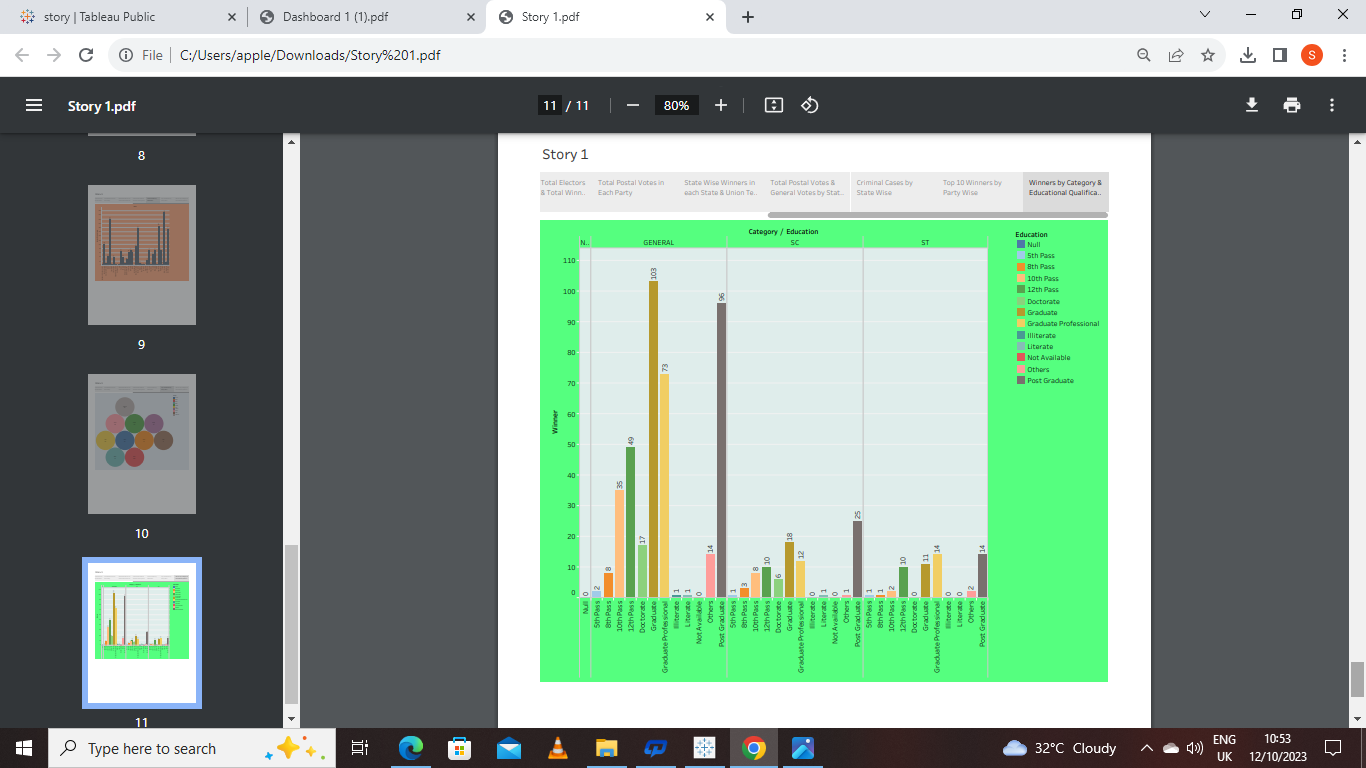 story | Tableau Public
Dashboard 1 (1).pdf
Story 1.pdf
File
C:/Users/apple/Downloads/Story%201.pdf
S
Story 1.pdf
11 / 11
80%
8
9
10
11
Story 1
Total Electors & Total Winn..
Total Postal Votes in Each Party
State Wise Winners in each State & Union Te..
Total Postal Votes & General Votes by Stat..
Criminal Cases by State Wise
Top 10 Winners by Party Wise
Winners by Category & Educational Qualifica..
Category / Education
N.. GENERAL SC ST
Winner
110
100
90
80
70
60
50
40
30
20
10
0
0 2 8 35 49 17 103 73 1 1 0 14 96
1 3 8 10 6 18 12 0 1 0 1 25
1 1 2 10 0 11 14 0 0 2 14
Null
5th Pass
8th Pass
10th Pass
12th Pass
Doctorate
Graduate
Graduate Professional
Illiterate
Literate
Not Available
Others
Post Graduate
5th Pass
8th Pass
10th Pass
12th Pass
Doctorate
Graduate
Graduate Professional
Illiterate
Literate
Not Available
Others
Post Graduate
5th Pass
8th Pass
10th Pass
12th Pass
Doctorate
Graduate
Graduate Professional
Illiterate
Literate
Others
Post Graduate
Education
Null
5th Pass
8th Pass
10th Pass
12th Pass
Doctorate
Graduate
Graduate Professional
Illiterate
Literate
Not Available
Others
Post Graduate
Type here to search
32°C Cloudy
ENG
UK
10:53
12/10/2023